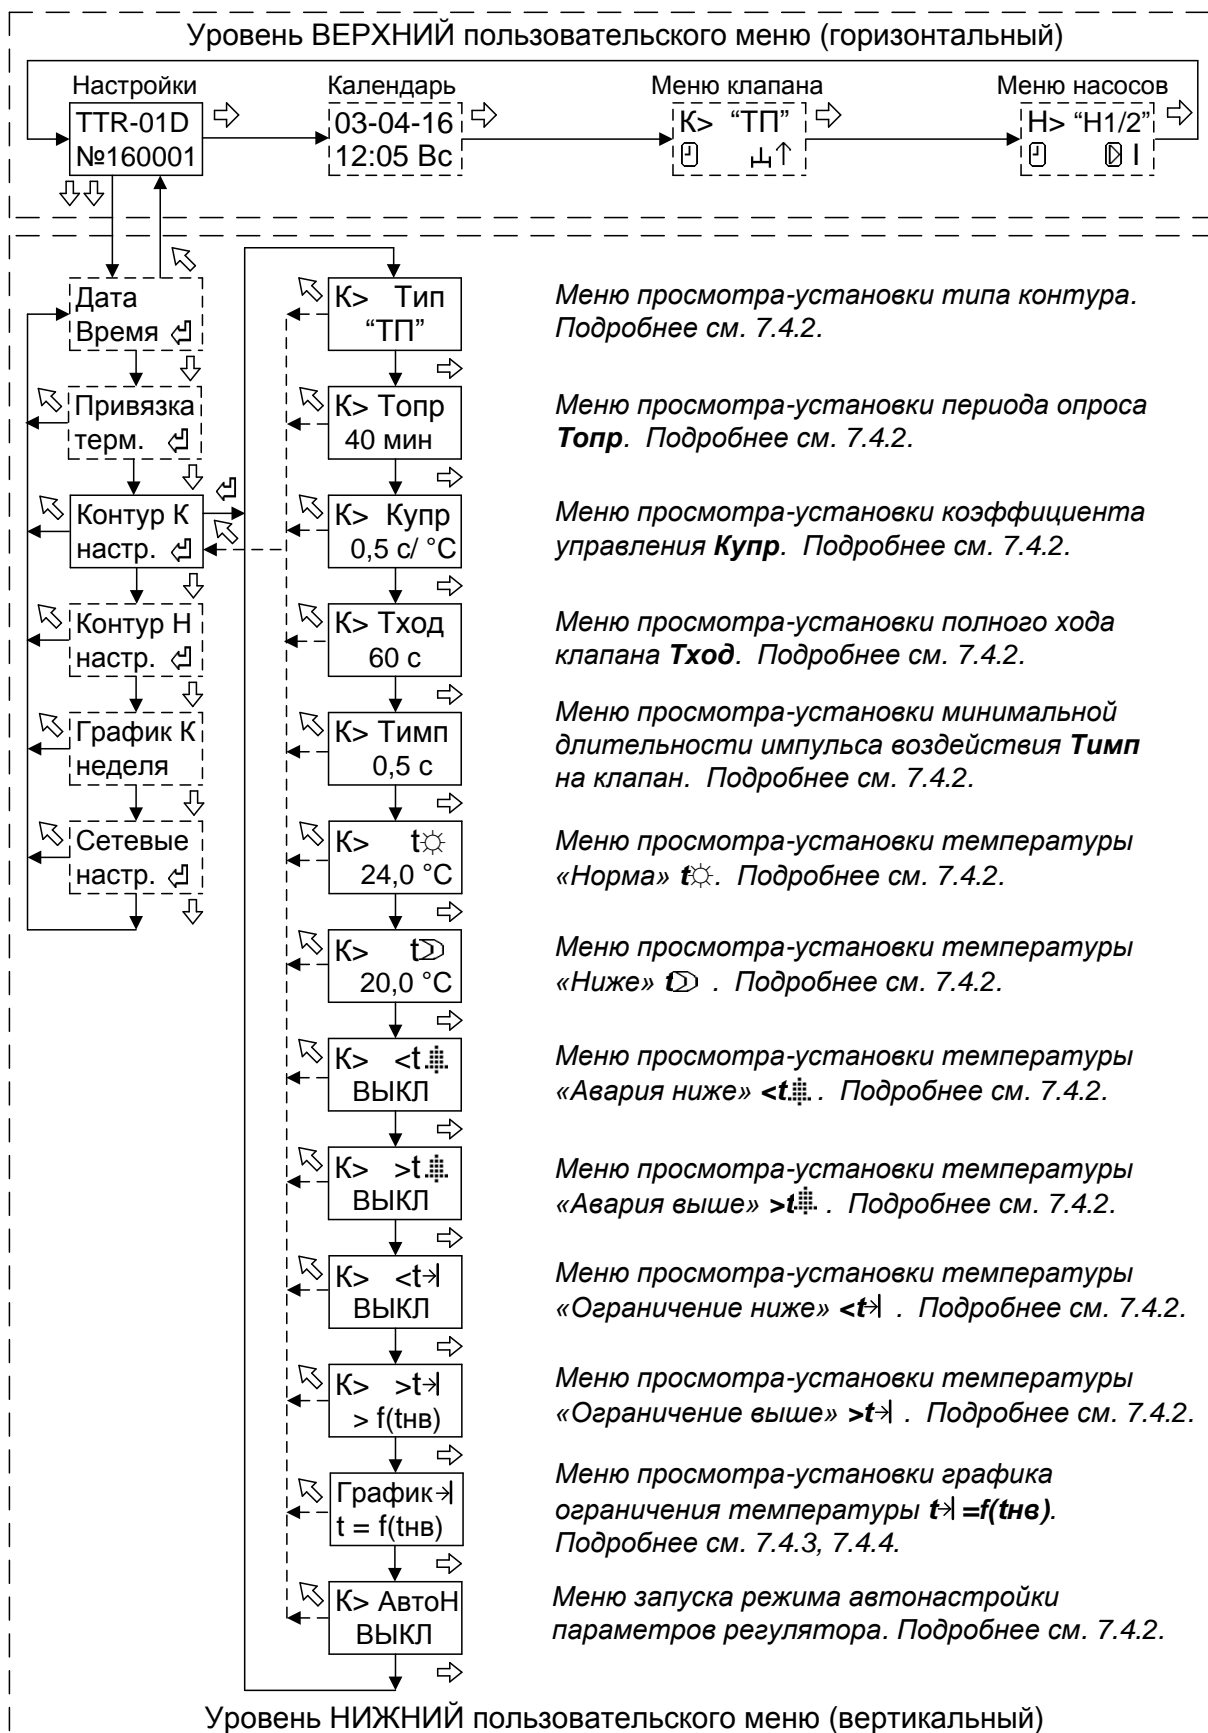 Уровень ВЕРХНИЙ пользовательского меню (горизонтальный)
Настройки
TTR-01D
№160001
Календарь
03-04-16
12:05 Вс
Меню клапана
К> “ТП”
Меню насосов
Н> “Н1/2”
I
Дата
Время
Привязка
терм.
Контур К
настр.
Контур Н
настр.
График К
неделя
Сетевые
настр.
К> Тип
“ТП”
Меню просмотра-установки типа контура.
Подробнее см. 7.4.2.
К> Топр
40 мин
Меню просмотра-установки периода опроса
Топр. Подробнее см. 7.4.2.
К> Купр
0,5 с/ °С
Меню просмотра-установки коэффициента
управления Купр. Подробнее см. 7.4.2.
К> Тход
60 с
Меню просмотра-установки полного хода
клапана Тход. Подробнее см. 7.4.2.
К> Тимп
0,5 с
Меню просмотра-установки минимальной
длительности импульса воздействия Тимп
на клапан. Подробнее см. 7.4.2.
К> t☼
24,0 °С
Меню просмотра-установки температуры
«Норма» t☼. Подробнее см. 7.4.2.
К> t
20,0 °С
Меню просмотра-установки температуры
«Ниже» t . Подробнее см. 7.4.2.
К> <t
ВЫКЛ
Меню просмотра-установки температуры
«Авария ниже» <t . Подробнее см. 7.4.2.
К> >t
ВЫКЛ
Меню просмотра-установки температуры
«Авария выше» >t . Подробнее см. 7.4.2.
К> <t→|
ВЫКЛ
Меню просмотра-установки температуры
«Ограничение ниже» <t→| . Подробнее см. 7.4.2.
К> >t→|
> f(tнв)
Меню просмотра-установки температуры
«Ограничение выше» >t→| . Подробнее см. 7.4.2.
График→|
t = f(tнв)
Меню просмотра-установки графика
ограничения температуры t→| =f(tнв).
Подробнее см. 7.4.3, 7.4.4.
К> АвтоН
ВЫКЛ
Меню запуска режима автонастройки
параметров регулятора. Подробнее см. 7.4.2.
Уровень НИЖНИЙ пользовательского меню (вертикальный)